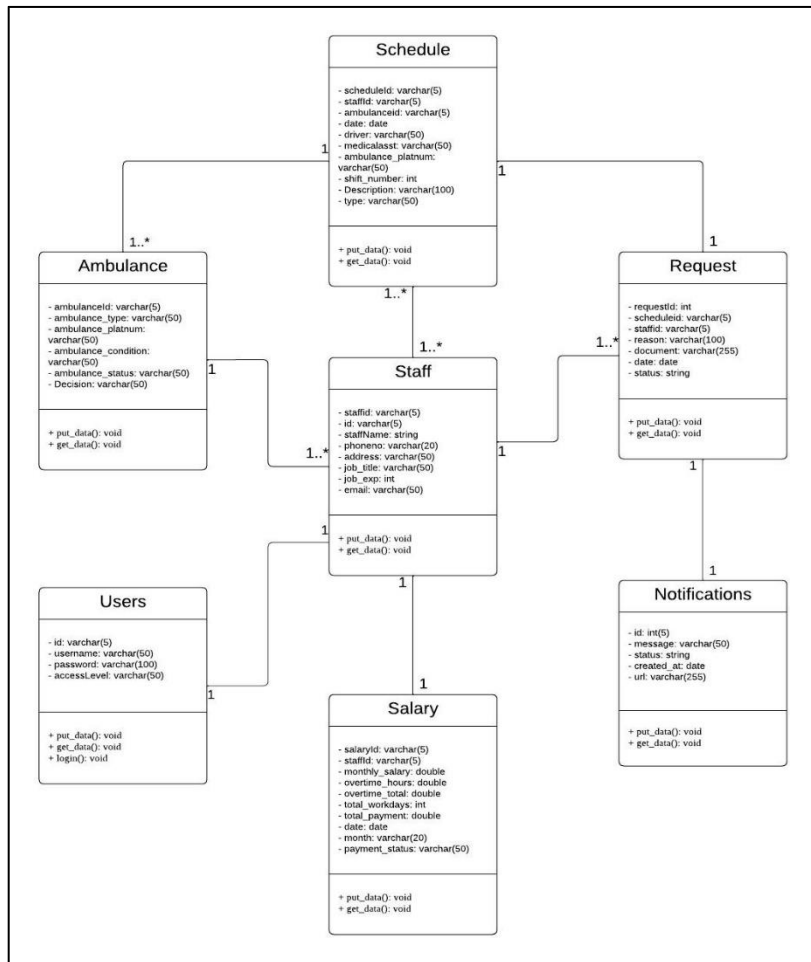 Schedule
- scheduleId: varchar(5)
- staffId: varchar(5)
- ambulanceid: varchar(5)
- date: date
- driver: varchar(50)
- medicalasst: varchar(50)
- ambulance_platnum:
varchar(50)
- shift_number: int
- Description: varchar(100)
- type: varchar(50)
+ put_data(): void
+ get_data(): void
1
1
1..*
1
1..*
1..*
Ambulance
- ambulanceId: varchar(5)
- ambulance_type: varchar(50)
- ambulance_platnum:
varchar(50)
- ambulance_condition:
varchar(50)
- ambulance_status: varchar(50)
- Decision: varchar(50)
+ put_data(): void
+ get_data(): void
1
1..*
Request
- requestId: int
- scheduleid: varchar(5)
- staffid: varchar(5)
- reason: varchar(100)
- document: varchar(255)
- date: date
- status: string
+ put_data(): void
+ get_data(): void
1..*
1
1
Staff
- staffid: varchar(5)
- id: varchar(5)
- staffName: string
- phoneno: varchar(20)
- address: varchar(50)
- job_title: varchar(50)
- job_exp: int
- email: varchar(50)
+ put_data(): void
+ get_data(): void
1
1
1
Users
- id: varchar(5)
- username: varchar(50)
- password: varchar(100)
- accessLevel: varchar(50)
+ put_data(): void
+ get_data(): void
+ login(): void
1
Notifications
- id: int(5)
- message: varchar(50)
- status: string
- created_at: date
- url: varchar(255)
+ put_data(): void
+ get_data(): void
1
Salary
- salaryId: varchar(5)
- staffId: varchar(5)
- monthly_salary: double
- overtime_hours: double
- overtime_total: double
- total_workdays: int
- total_payment: double
- date: date
- month: varchar(20)
- payment_status: varchar(50)
+ put_data(): void
+ get_data(): void